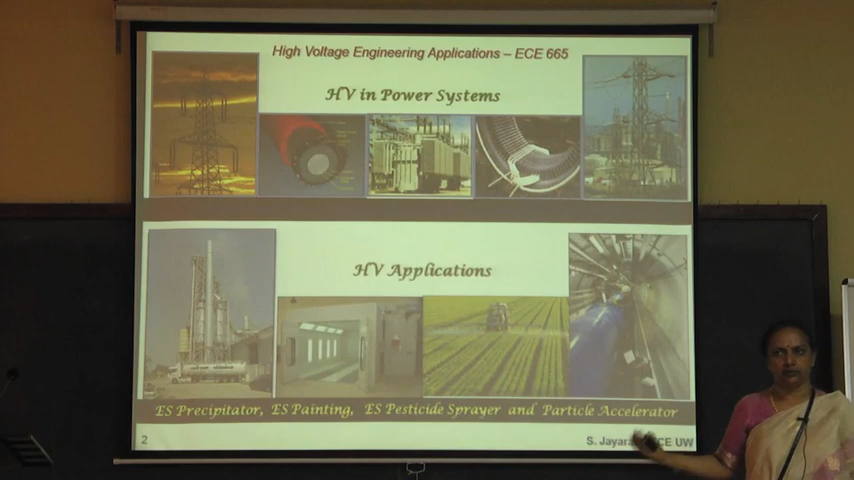 High Voltage Engineering Applications – ECE 665
HV in Power Systems
HV Applications
ES Precipitator, ES Painting, ES Pesticide Sprayer and Particle Accelerator
2
S. CE UW